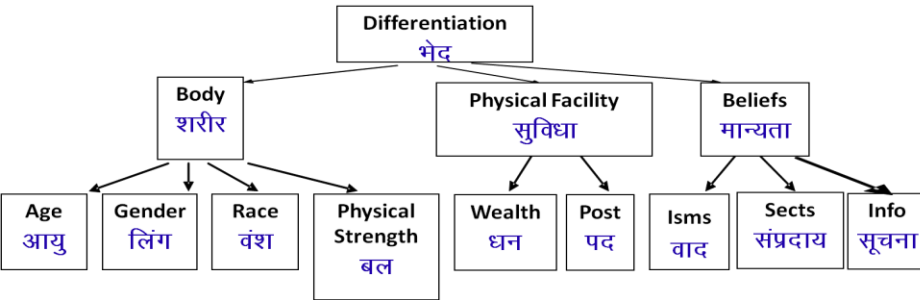 Differentiation
भेद
Body
शरीर
Physical Facility
सुविधा
Beliefs
मान्यता
Age
आयु
Gender
लिंग
Race
वंश
Physical
Strength
बल
Wealth
धन
Post
पद
Isms
वाद
Sects
संप्रदाय
Info
सूचना